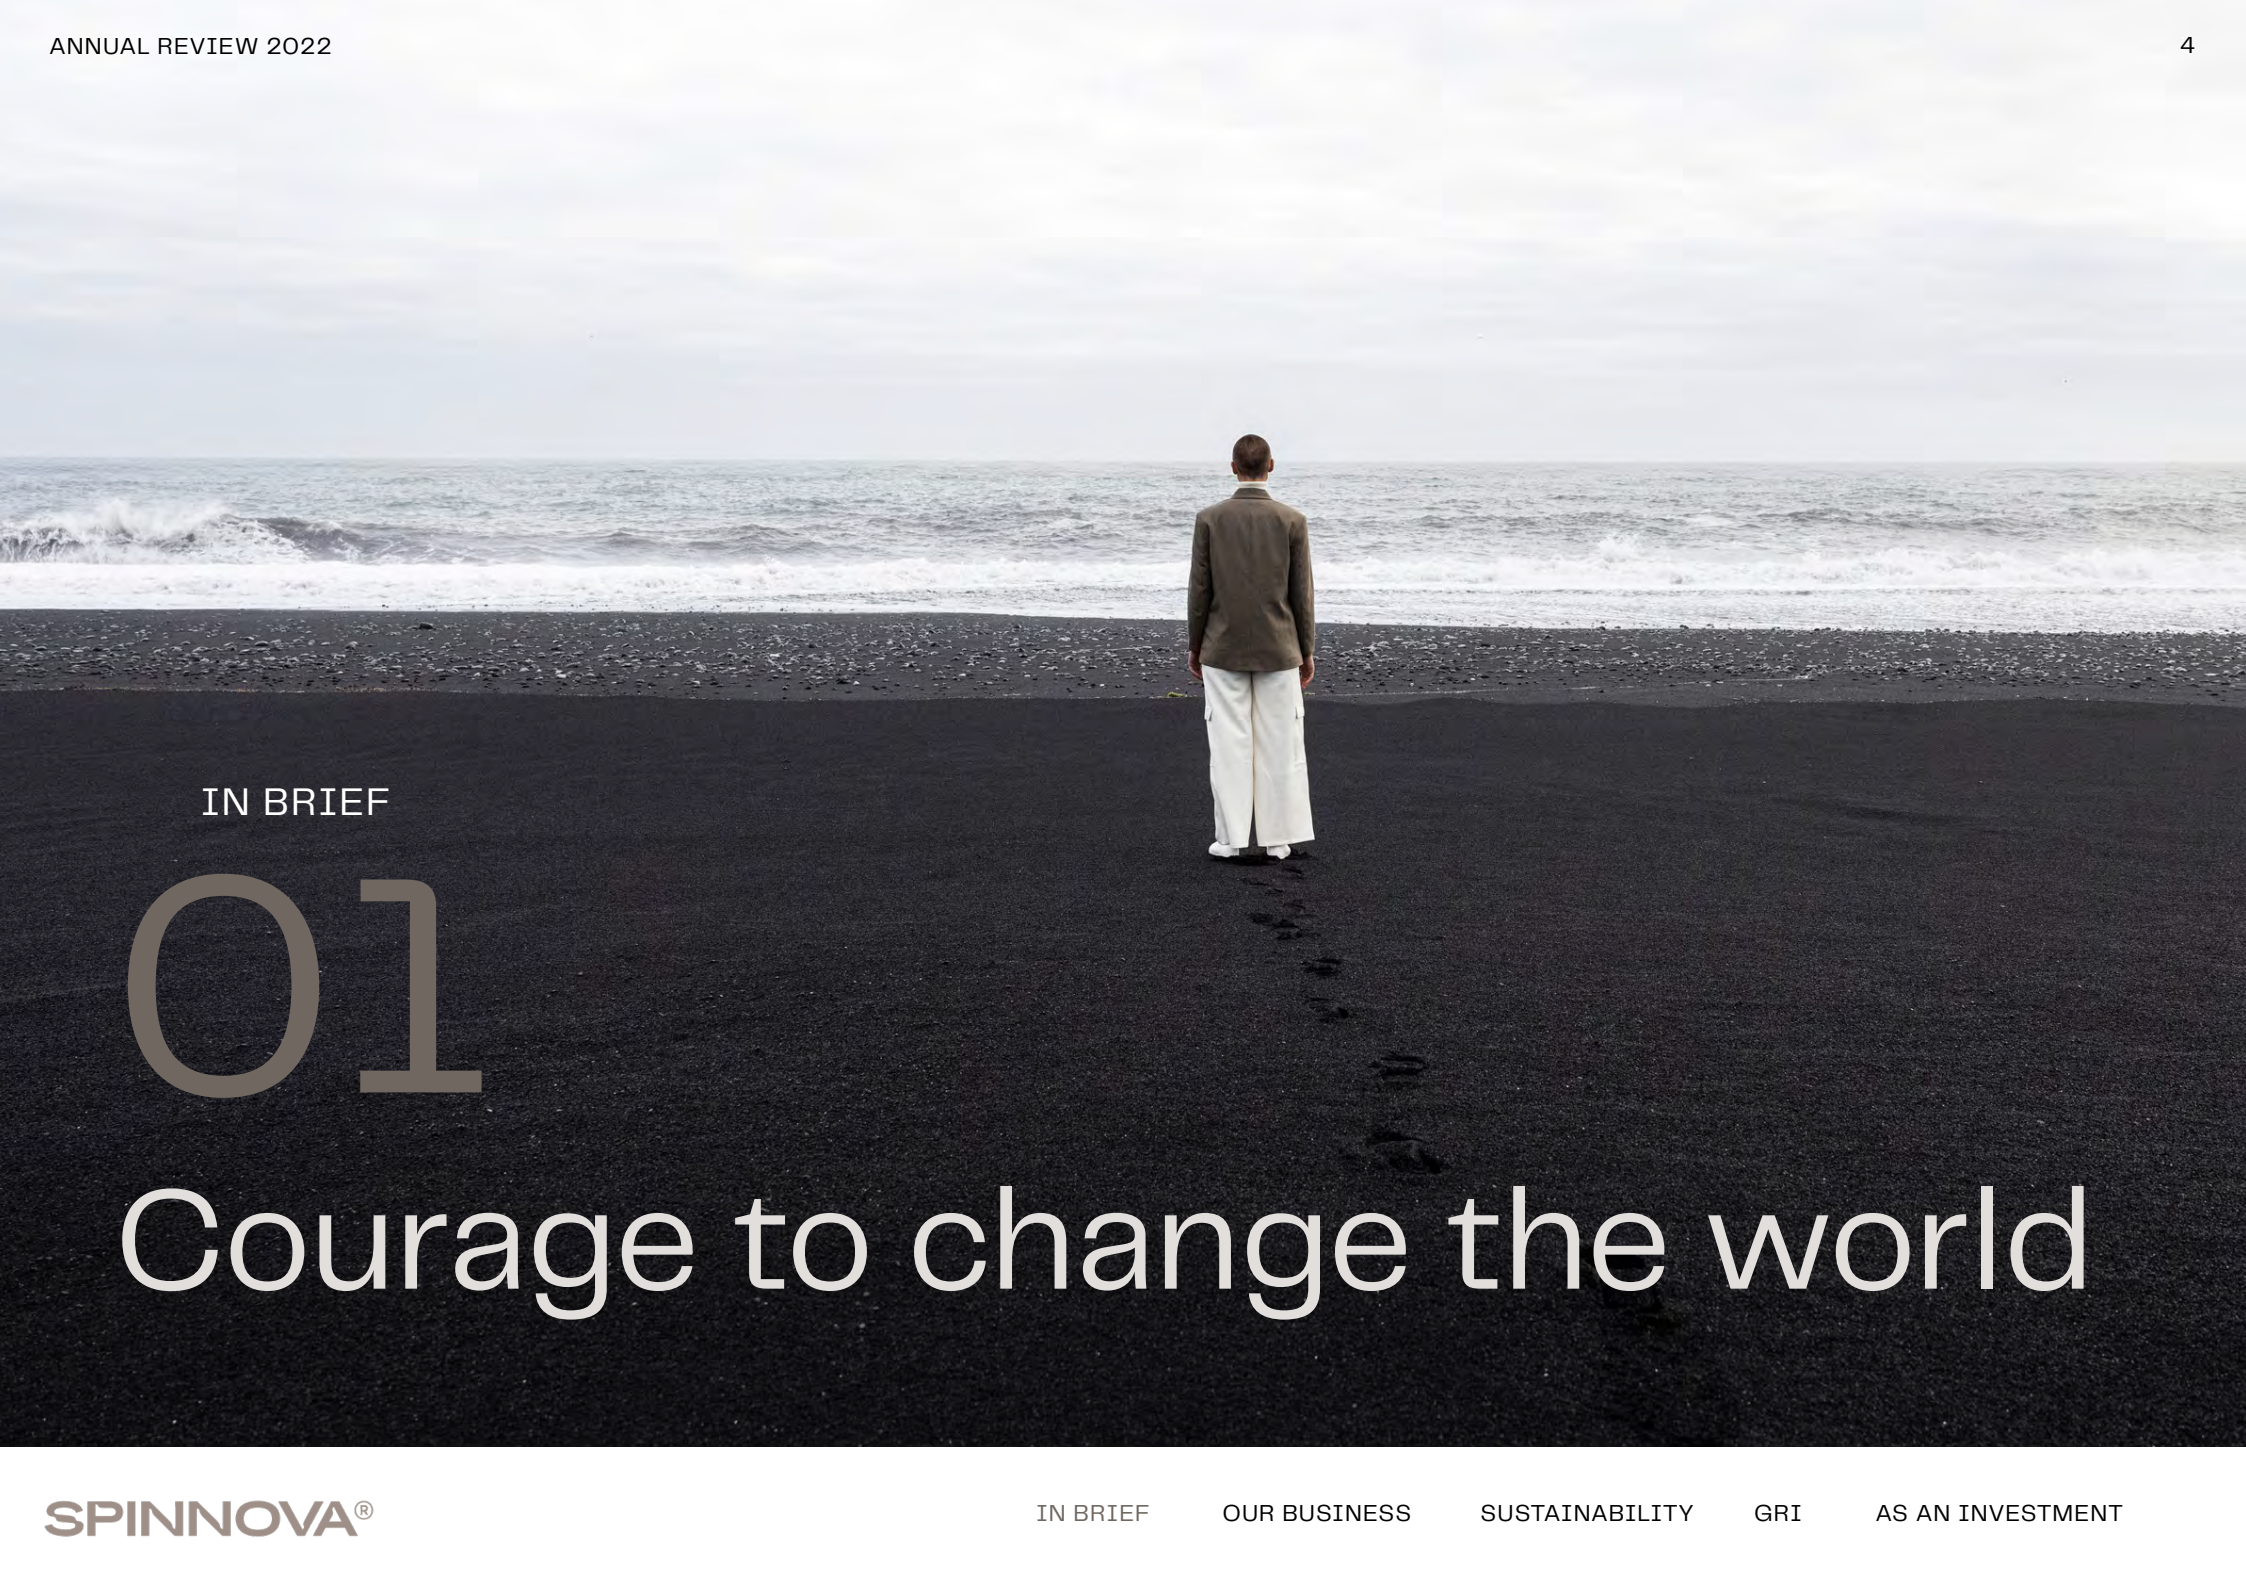 ANNUAL REVIEW 2022
4
IN BRIEF
01
Courage to change the world
SPINNOVA®
IN BRIEF OUR BUSINESS SUSTAINABILITY GRI AS AN INVESTMENT